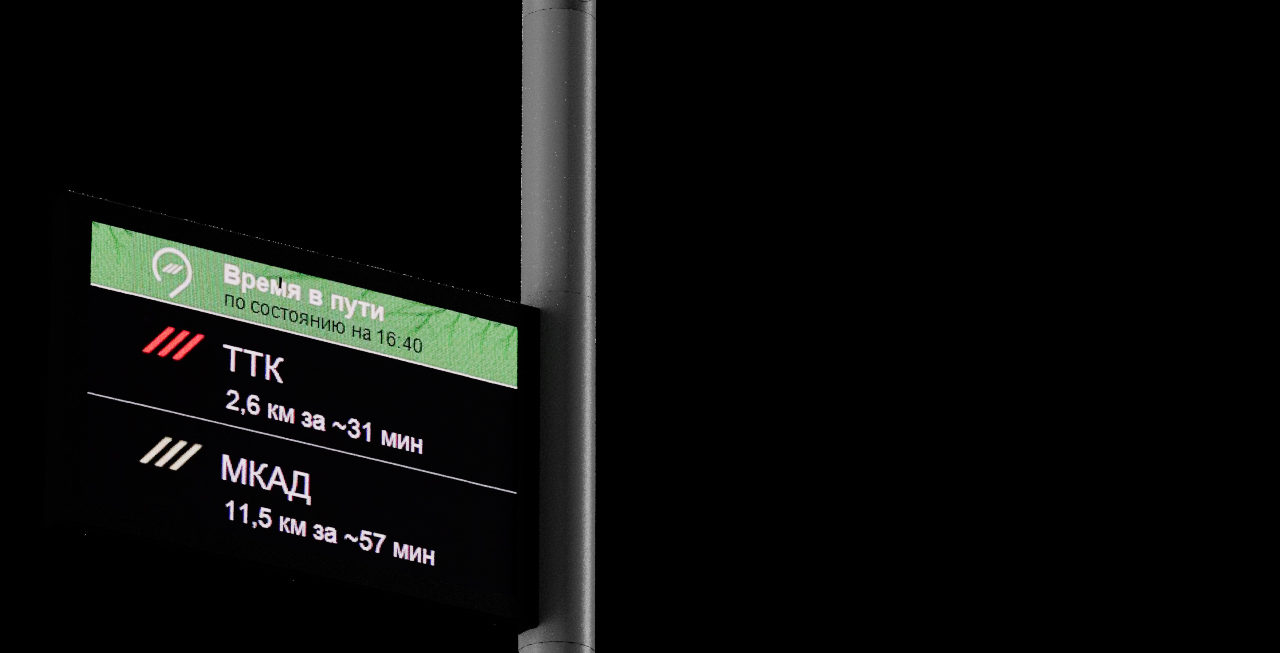 Время в пути
по состоянию на 16:40
ТТК
2,6 км за ~31 мин
МКАД
11,5 км за ~57 мин